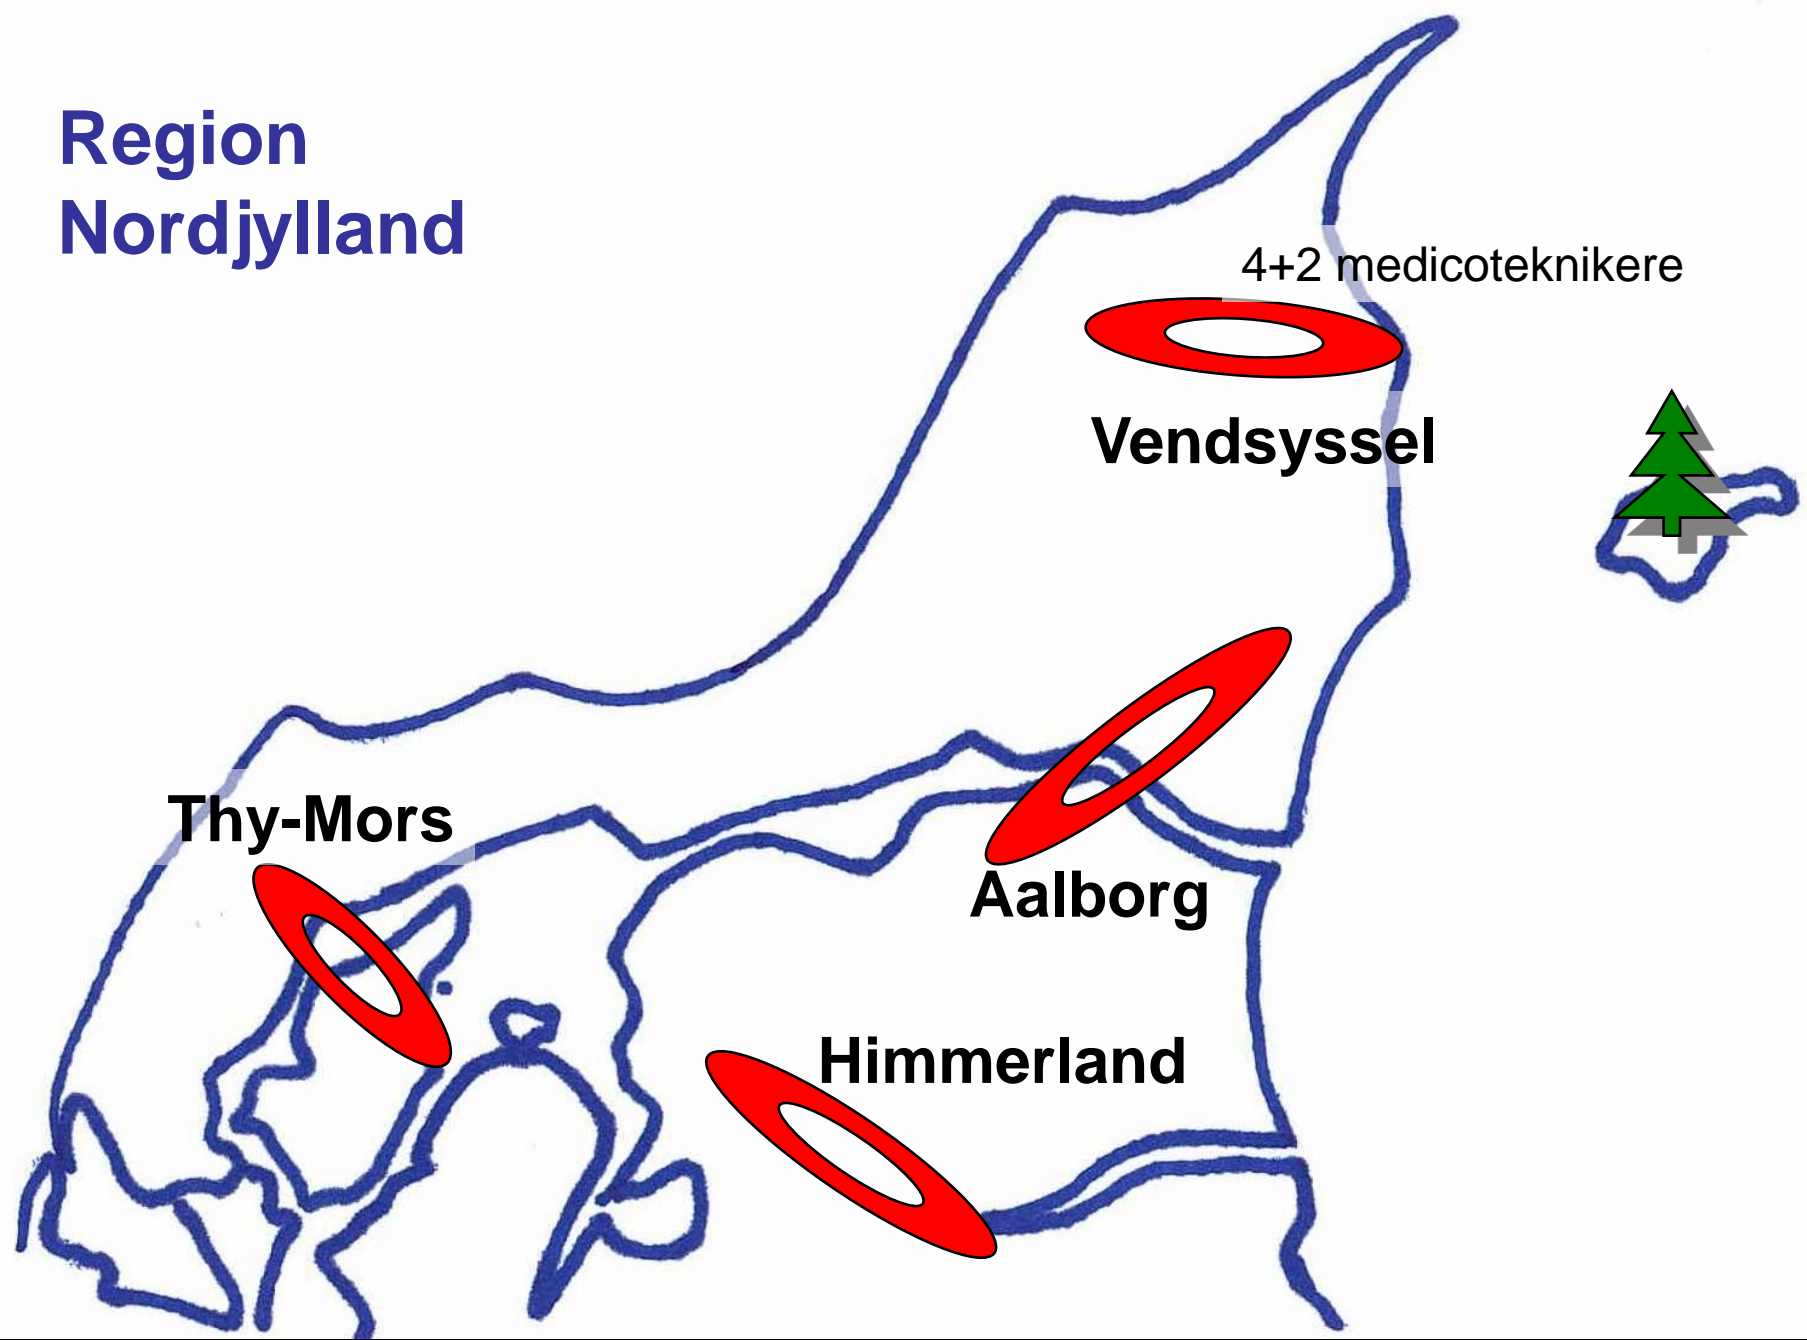 Region
Nordjylland
4+2 medicoteknikere
Vendsyssel
Thy-Mors
Aalborg
Himmerland